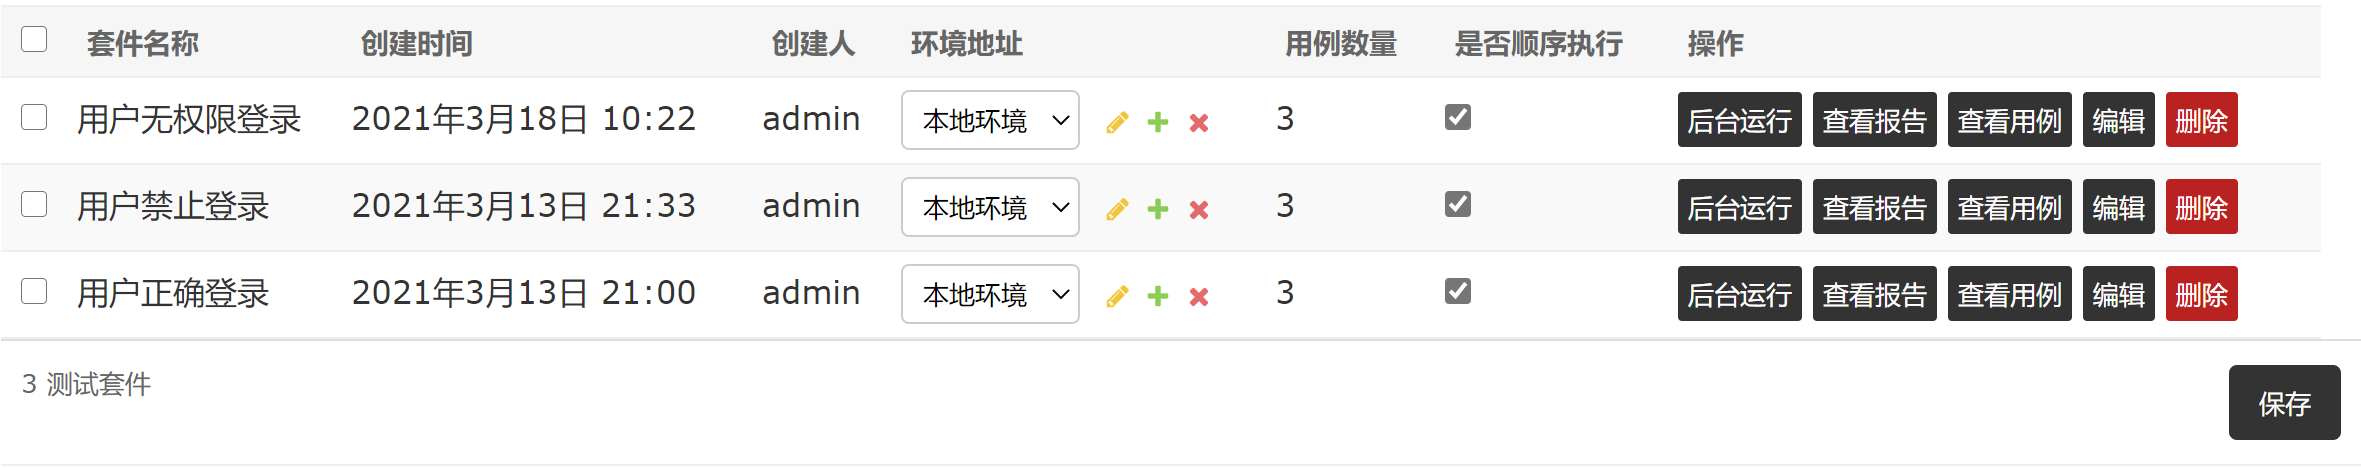 套件名称 创建时间 创建人 环境地址 用例数量 是否顺序执行 操作
用户无权限登录 2021年3月18日 10:22 admin 本地环境 3 后台运行 查看报告 查看用例 编辑 删除
用户禁止登录 2021年3月13日 21:33 admin 本地环境 3 后台运行 查看报告 查看用例 编辑 删除
用户正确登录 2021年3月13日 21:00 admin 本地环境 3 后台运行 查看报告 查看用例 编辑 删除
3 测试套件
保存